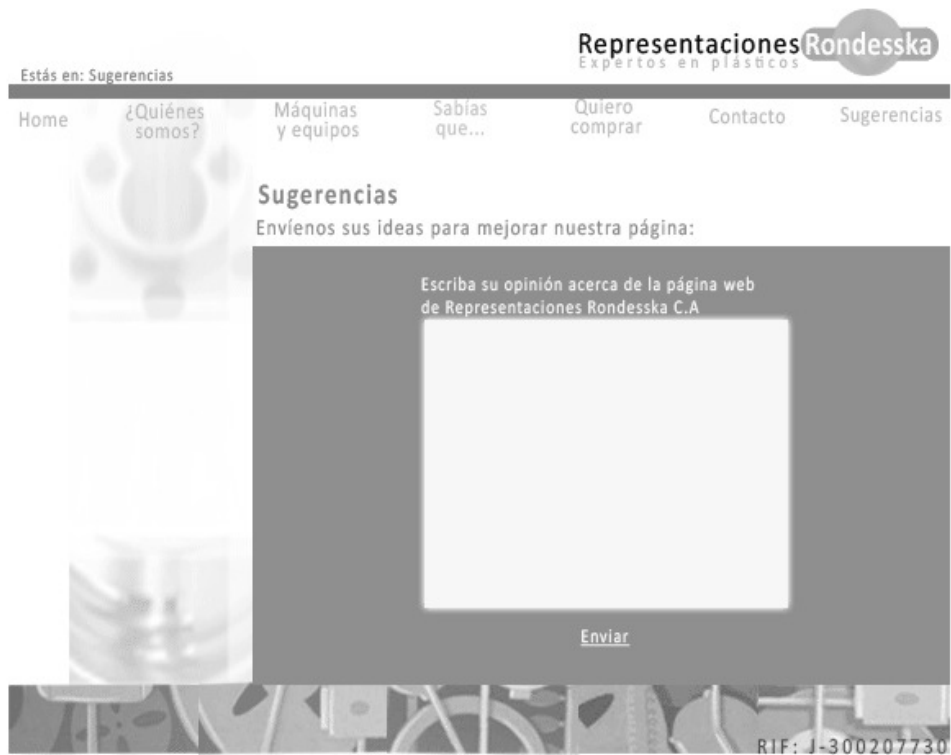 Representaciones Rondesska
Expertos en plásticos
Estás en: Sugerencias
Home
¿Quiénes
somos?
Máquinas
y equipos
Sabías
que...
Quiero
comprar
Contacto
Sugerencias
Sugerencias
Envíenos sus ideas para mejorar nuestra página:
Escriba su opinión acerca de la página web
de Representaciones Rondesska C.A
Enviar
RIF: J-300207730